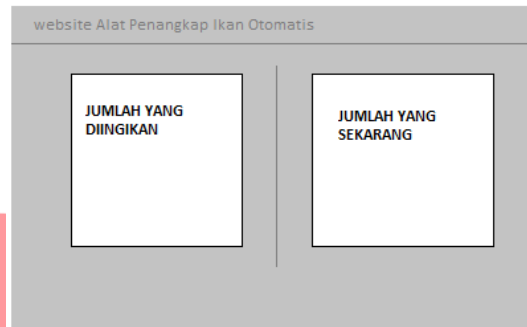 website Alat Penangkap Ikan Otomatis
JUMLAH YANG
DIINGIKAN
JUMLAH YANG
SEKARANG